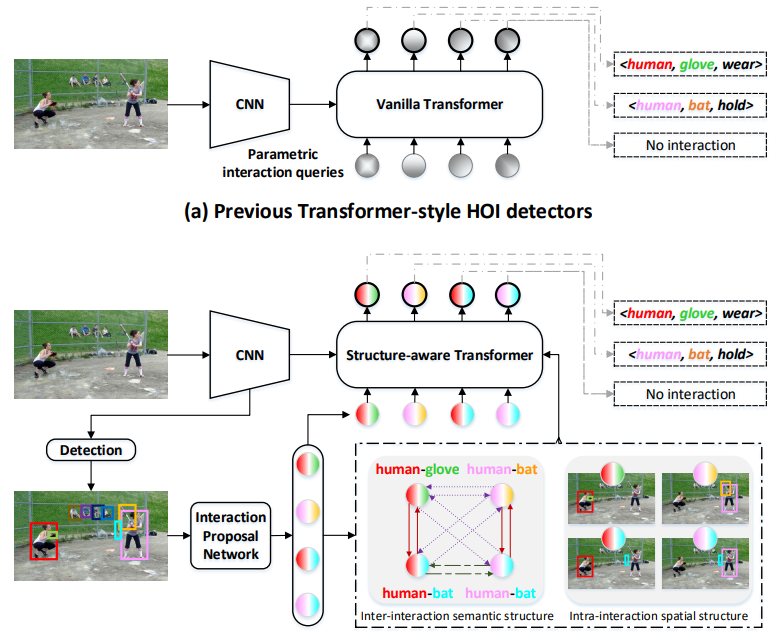 CNN
Vanilla Transformer
Parametric
interaction queries
<human, glove, wear>
<human, bat, hold>
No interaction
(a) Previous Transformer-style HOI detectors
CNN
Structure-aware Transformer
<human, glove, wear>
<human, bat, hold>
No interaction
Detection
Interaction
Proposal
Network
human-glove human-bat
human-bat human-bat
Inter-interaction semantic structure
Intra-interaction spatial structure